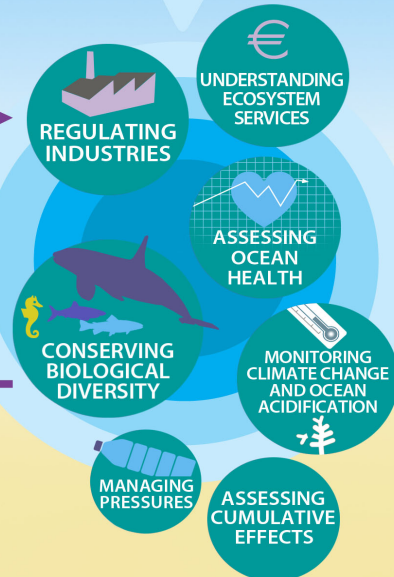 €
UNDERSTANDING
ECOSYSTEM
SERVICES
REGULATING
INDUSTRIES
ASSESSING
OCEAN
HEALTH
CONSERVING
BIOLOGICAL
DIVERSITY
MONITORING
CLIMATE CHANGE
AND OCEAN
ACIDIFICATION
MANAGING
PRESSURES
ASSESSING
CUMULATIVE
EFFECTS